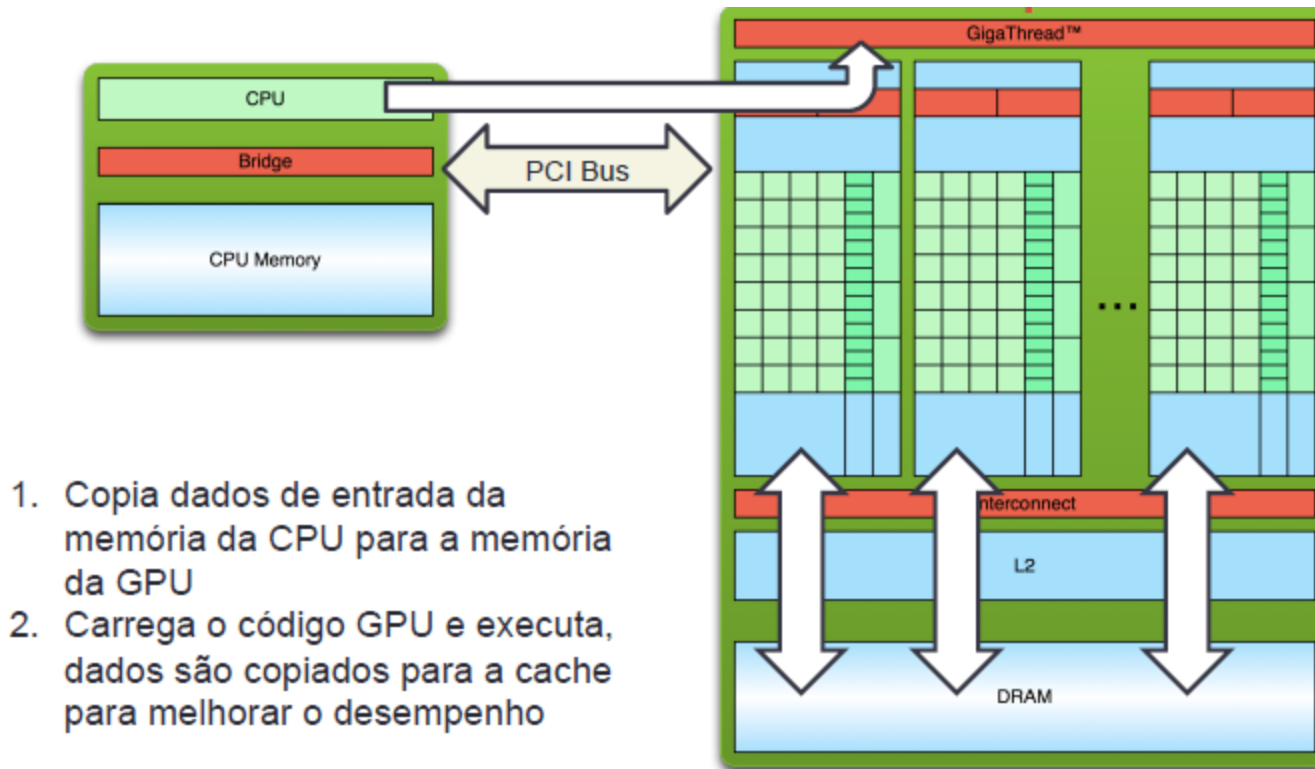 GigaThread™
CPU
Bridge
PCI Bus
CPU Memory
...
nterconnect
L2
DRAM
1. Copia dados de entrada da
memória da CPU para a memória
da GPU
2. Carrega o código GPU e executa,
dados são copiados para a cache
para melhorar o desempenho